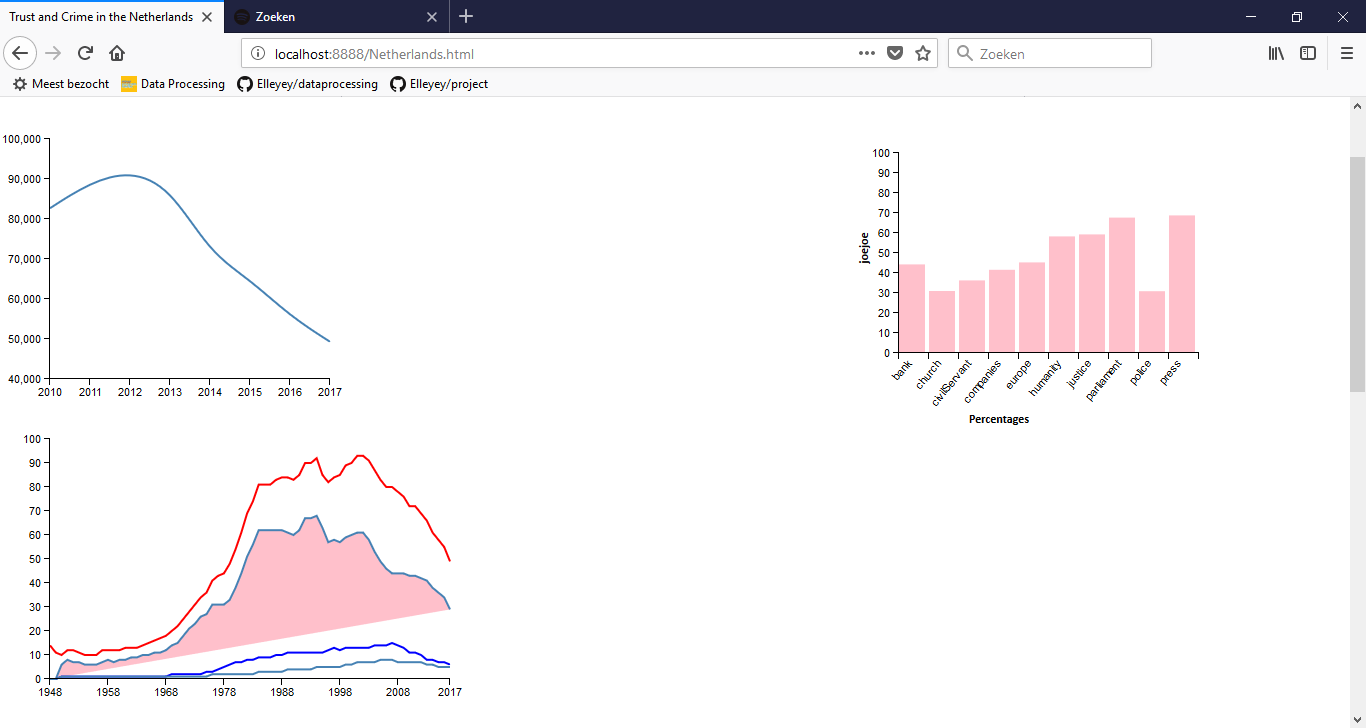 Trust and Crime in the Netherlands
Zoeken
localhost:8888/Netherlands.html
Zoeken
Meest bezocht
Data Processing
Elleyey/dataprocessing
Elleyey/project
100,000
90,000
80,000
70,000
60,000
50,000
40,000
2010 2011 2012 2013 2014 2015 2016 2017
100
90
80
70
60
50
40
30
20
10
0
joejoe
bank church civilServant companies europe humanity justice parliament police press
Percentages
100
90
80
70
60
50
40
30
20
10
0
1948 1958 1968 1978 1988 1998 2008 2017